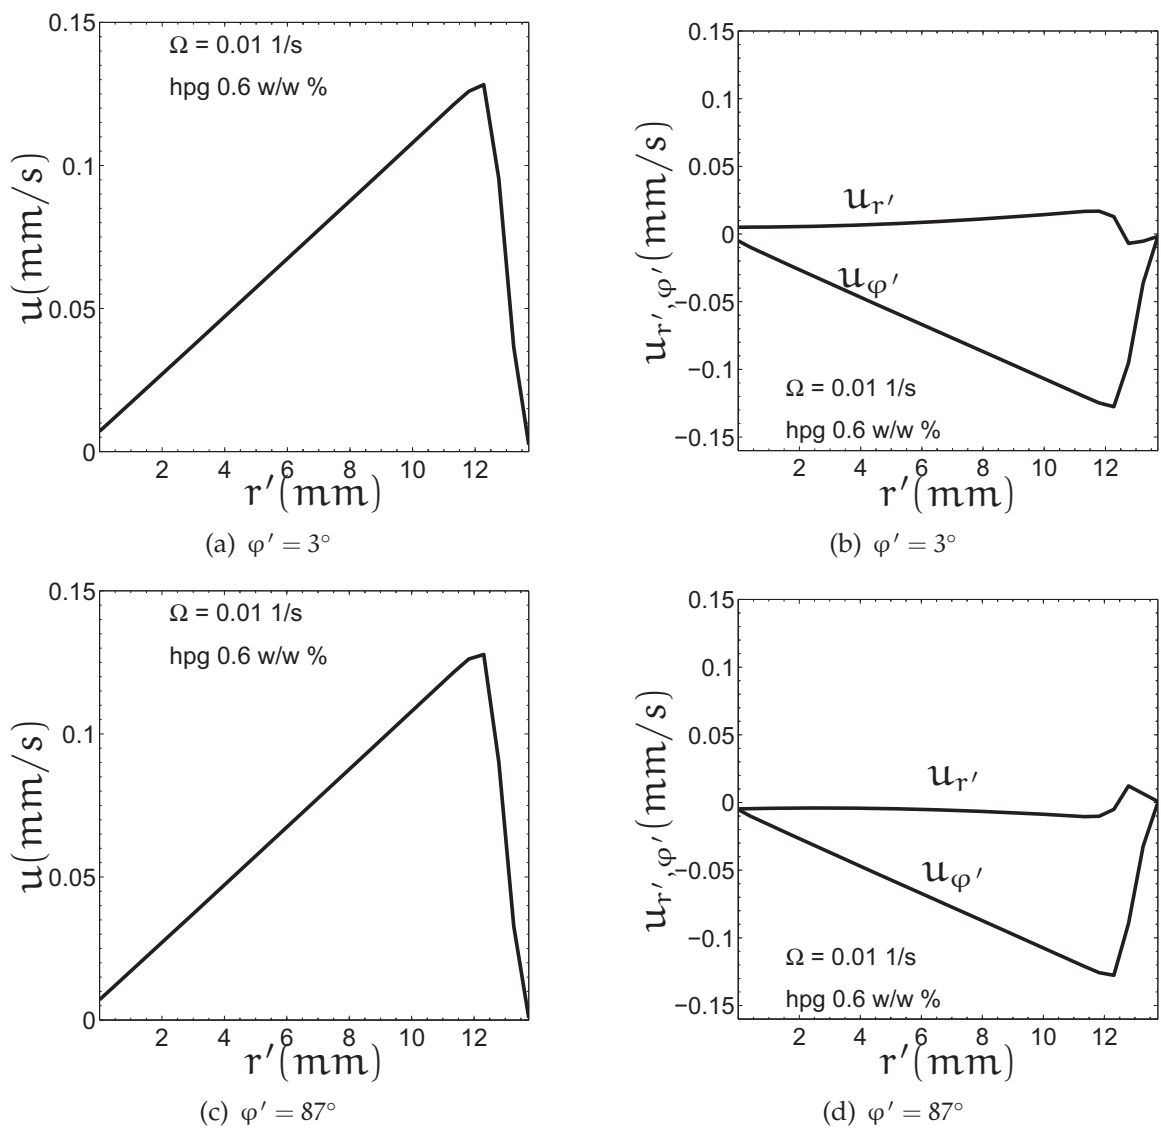 0.15
Ω = 0.01 1/s
hpg 0.6 w/w %
0.1
0.05
0
u(mm/s)
2 4 6 8 10 12
r′(mm)
(a) φ′ = 3°
0.15
0.1
0.05
0
−0.05
−0.1
−0.15
u_r′,φ′(mm/s)
u_r′
u_φ′
Ω = 0.01 1/s
hpg 0.6 w/w %
2 4 6 8 10 12
r′(mm)
(b) φ′ = 3°
0.15
Ω = 0.01 1/s
hpg 0.6 w/w %
0.1
0.05
0
u(mm/s)
2 4 6 8 10 12
r′(mm)
(c) φ′ = 87°
0.15
0.1
0.05
0
−0.05
−0.1
−0.15
u_r′,φ′(mm/s)
u_r′
u_φ′
Ω = 0.01 1/s
hpg 0.6 w/w %
2 4 6 8 10 12
r′(mm)
(d) φ′ = 87°